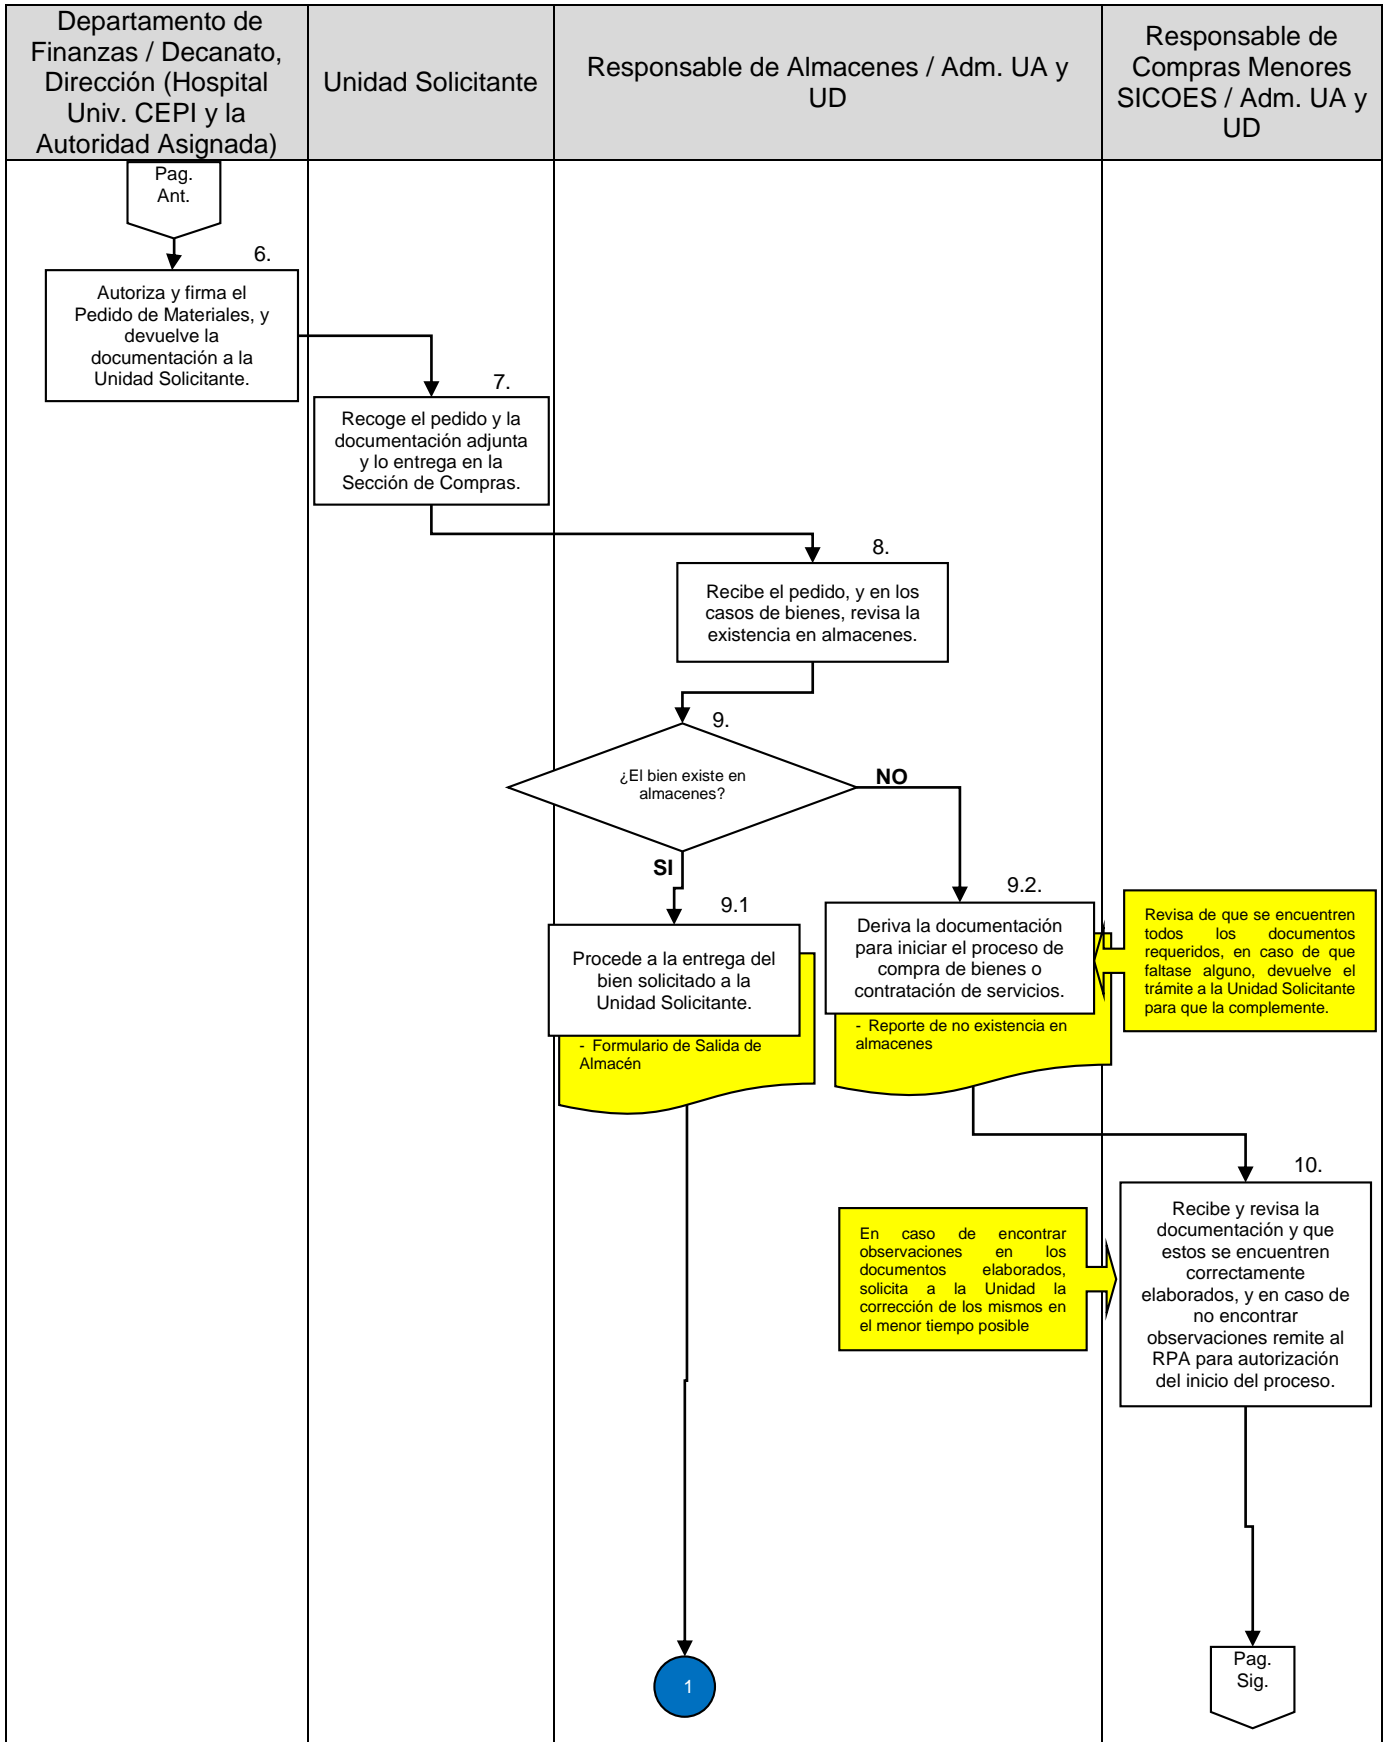 Departamento de
Finanzas / Decanato,
Dirección (Hospital
Univ. CEPI y la
Autoridad Asignada)
Unidad Solicitante
Responsable de Almacenes / Adm. UA y
UD
Responsable de
Compras Menores
SICOES / Adm. UA y
UD
Pag.
Ant.
6.
Autoriza y firma el
Pedido de Materiales, y
devuelve la
documentación a la
Unidad Solicitante.
7.
Recoge el pedido y la
documentación adjunta
y lo entrega en la
Sección de Compras.
8.
Recibe el pedido, y en los
casos de bienes, revisa la
existencia en almacenes.
9.
¿El bien existe en
almacenes?
NO
SI
9.1
Procede a la entrega del
bien solicitado a la
Unidad Solicitante.
- Formulario de Salida de
Almacén
9.2.
Deriva la documentación
para iniciar el proceso de
compra de bienes o
contratación de servicios.
- Reporte de no existencia en
almacenes
Revisa de que se encuentren
todos los documentos
requeridos, en caso de que
faltase alguno, devuelve el
trámite a la Unidad Solicitante
para que la complemente.
10.
Recibe y revisa la
documentación y que
estos se encuentren
correctamente
elaborados, y en caso de
no encontrar
observaciones remite al
RPA para autorización
del inicio del proceso.
En caso de encontrar
observaciones en los
documentos elaborados,
solicita a la Unidad la
corrección de los mismos en
el menor tiempo posible
1
Pag.
Sig.